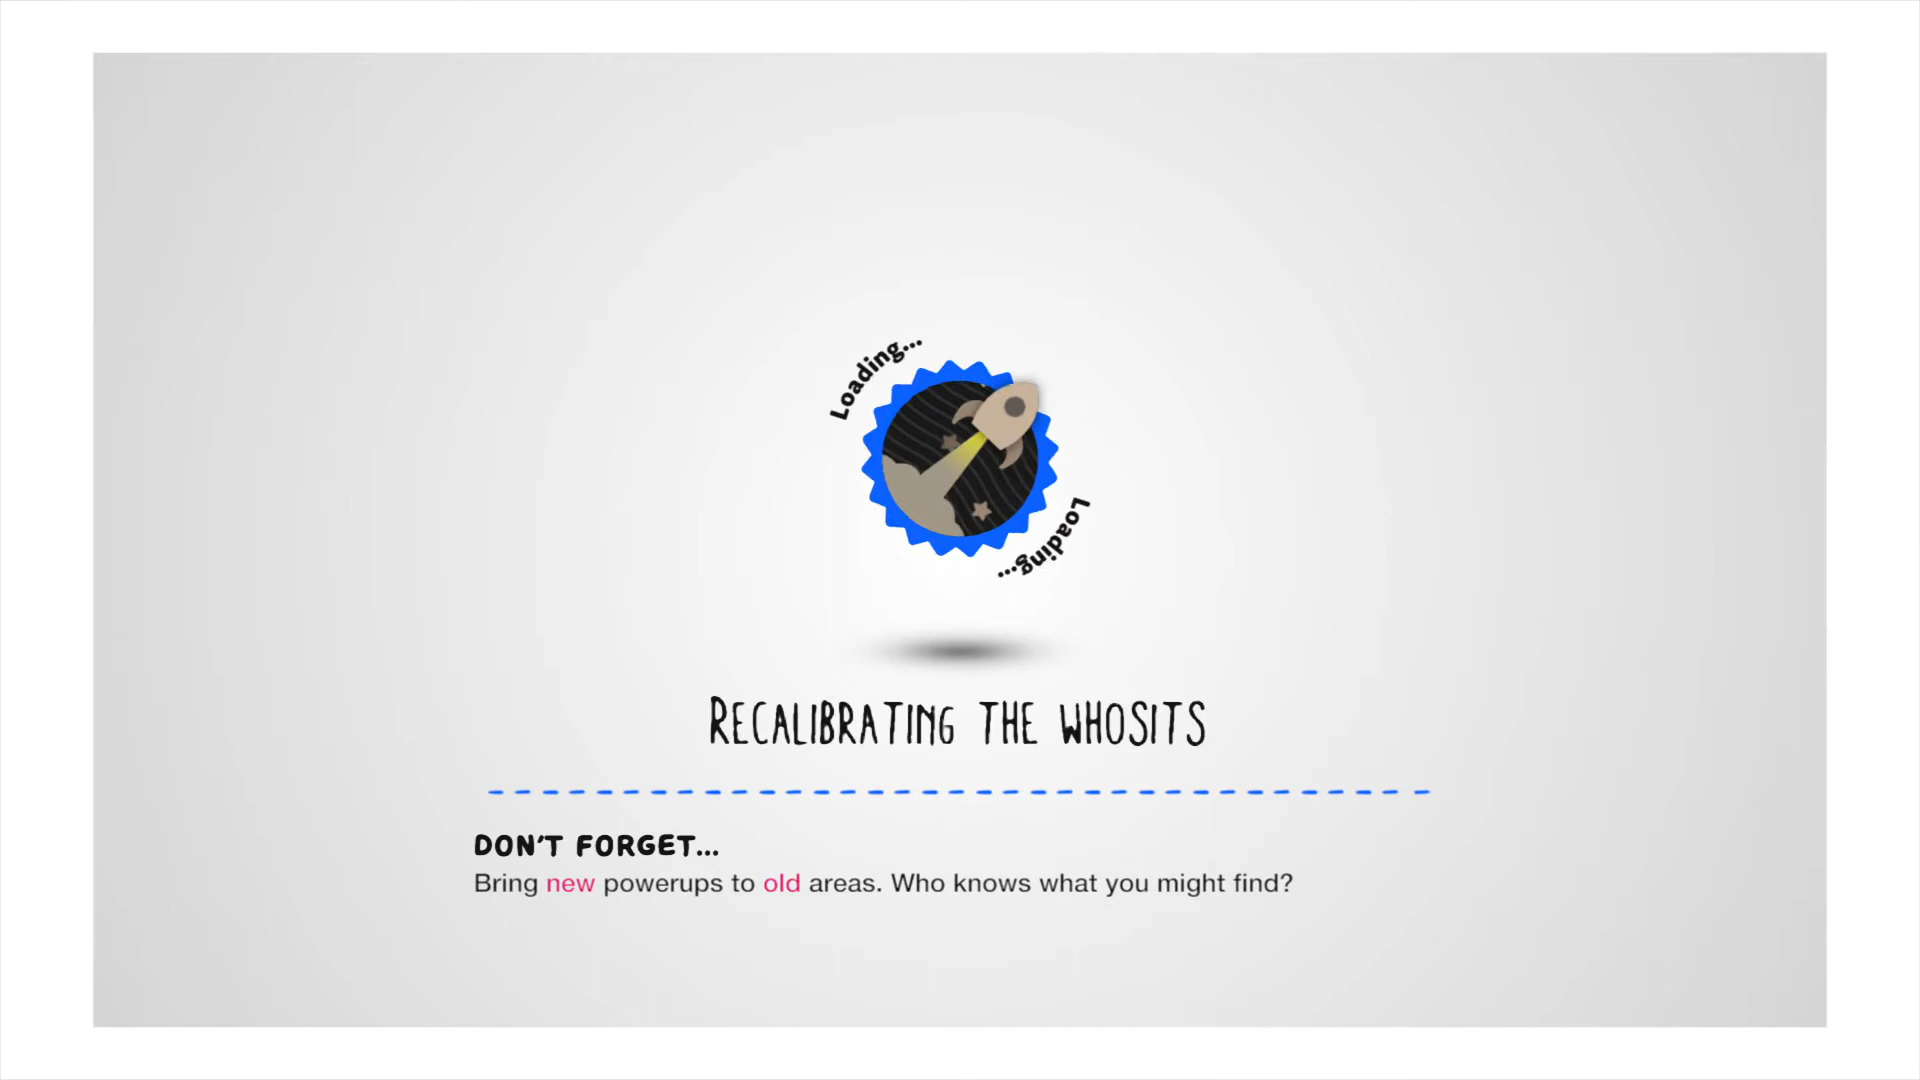 Loading...
Loading...
Recalibrating the whosits
DON'T FORGET...
Bring new powerups to old areas. Who knows what you might find?